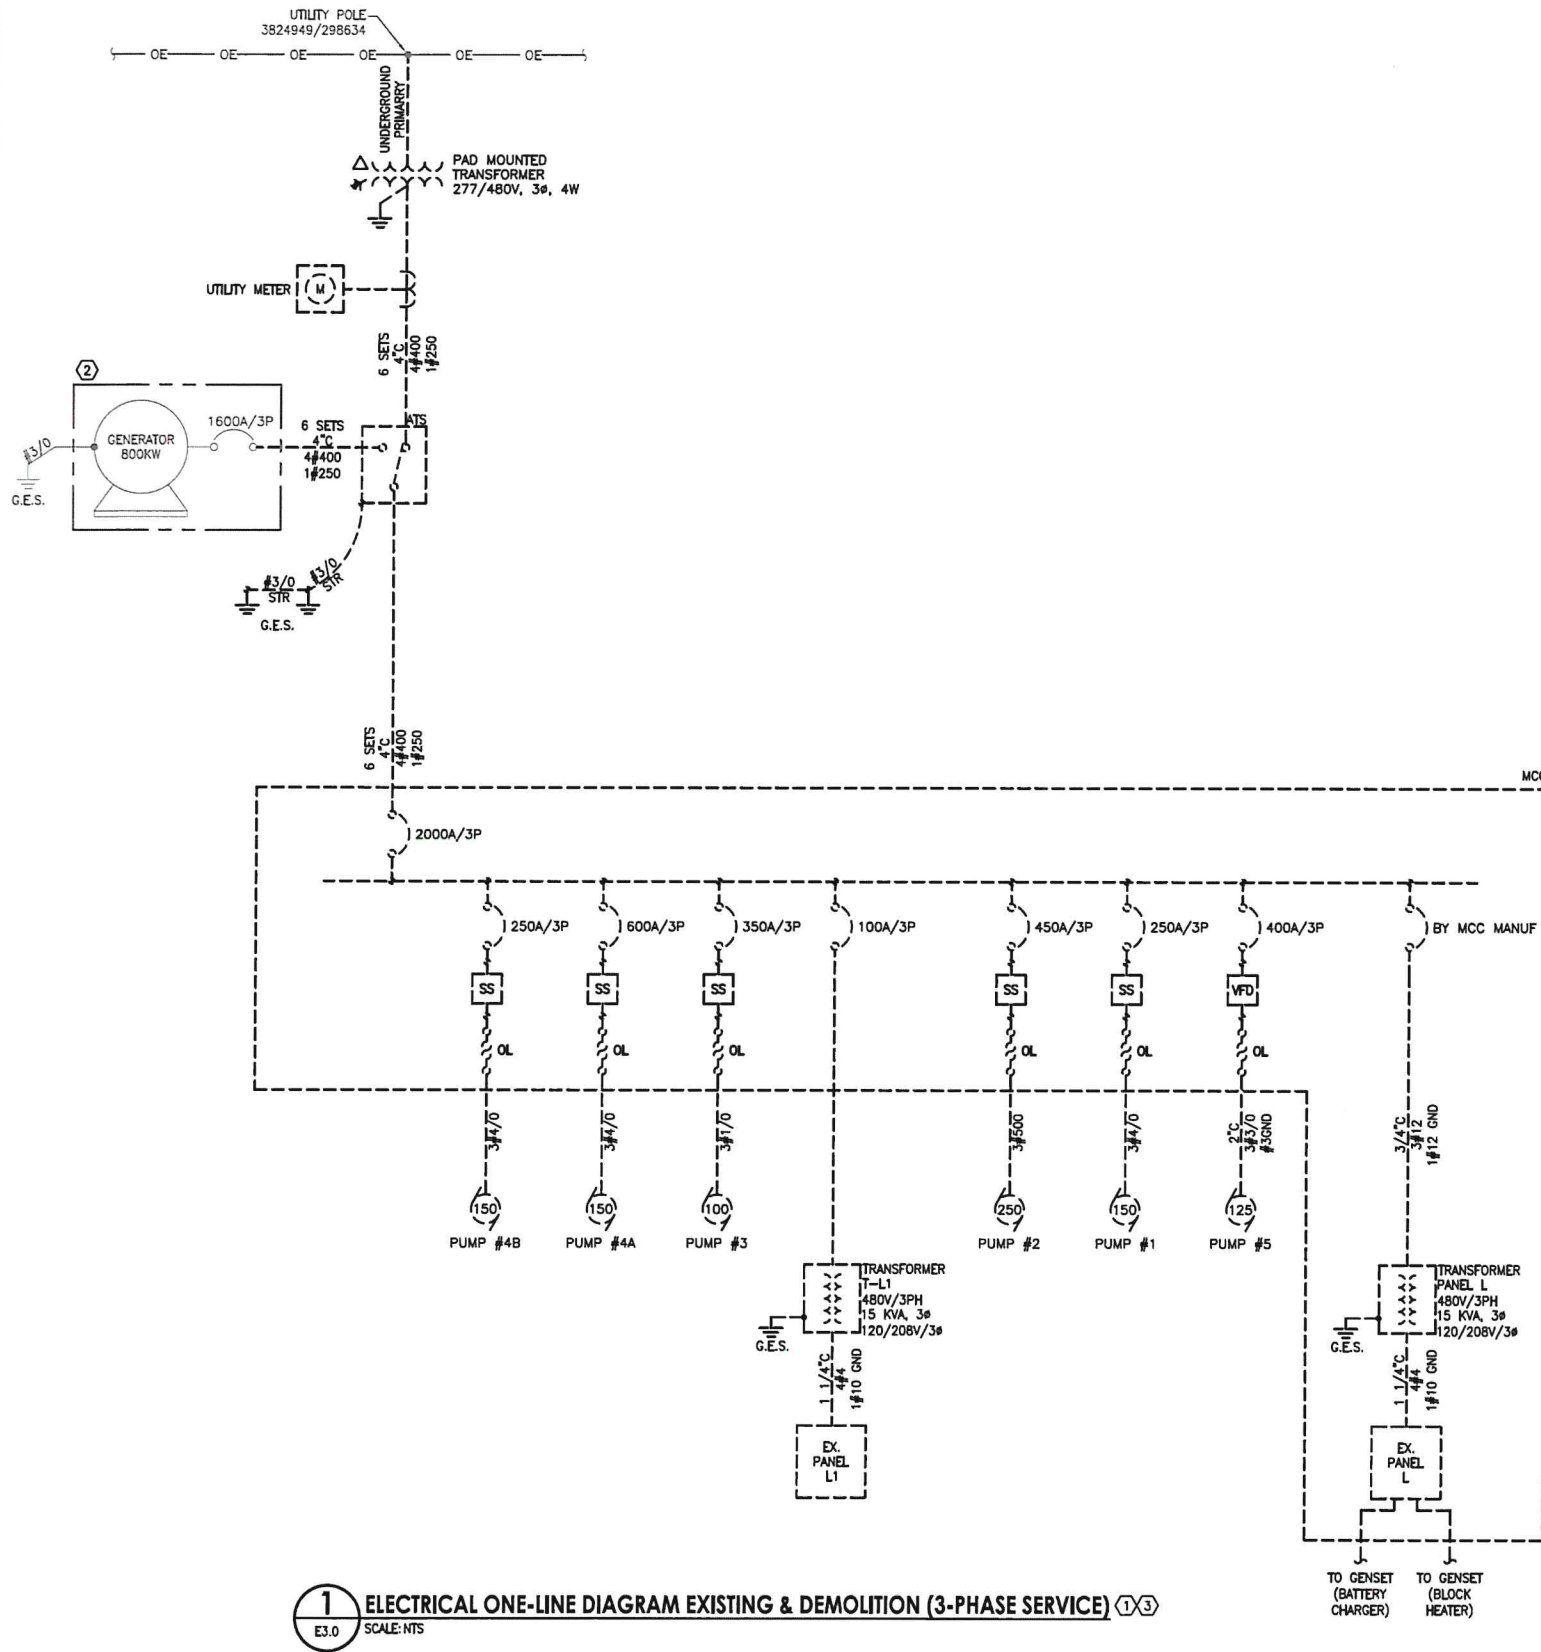 UTILITY POLE
3824949/298634
OE OE OE OE OE OE
UNDERGROUND
PRIMARRY
PAD MOUNTED
TRANSFORMER
277/480V, 3ø, 4W
UTILITY METER
M
6 SETS
4"C
4#400
1#250
2
GENERATOR
800KW
1600A/3P
#3/0
G.E.S.
6 SETS
4"C
4#400
1#250
ATS
#3/0
STR
#3/0
STR
G.E.S.
6 SETS
4"C
4#400
1#250
MCC
2000A/3P
250A/3P
600A/3P
350A/3P
100A/3P
450A/3P
250A/3P
400A/3P
BY MCC MANUF
SS
SS
SS
SS
SS
VFD
OL
OL
OL
OL
OL
OL
3#4/0
3#4/0
3#1/0
3#500
3#4/0
2"C
3#3/0
#3GND
3/4"C
3#12
1#12 GND
150
PUMP #4B
150
PUMP #4A
100
PUMP #3
250
PUMP #2
150
PUMP #1
125
PUMP #5
TRANSFORMER
T-L1
480V/3PH
15 KVA, 3ø
120/208V/3ø
G.E.S.
1 1/4"C
4#4
1#10 GND
EX.
PANEL
L1
TRANSFORMER
PANEL L
480V/3PH
15 KVA, 3ø
120/208V/3ø
G.E.S.
1 1/4"C
4#4
1#10 GND
EX.
PANEL
L
TO GENSET
(BATTERY
CHARGER)
TO GENSET
(BLOCK
HEATER)
1
E3.0
ELECTRICAL ONE-LINE DIAGRAM EXISTING & DEMOLITION (3-PHASE SERVICE) 1 3
SCALE: NTS